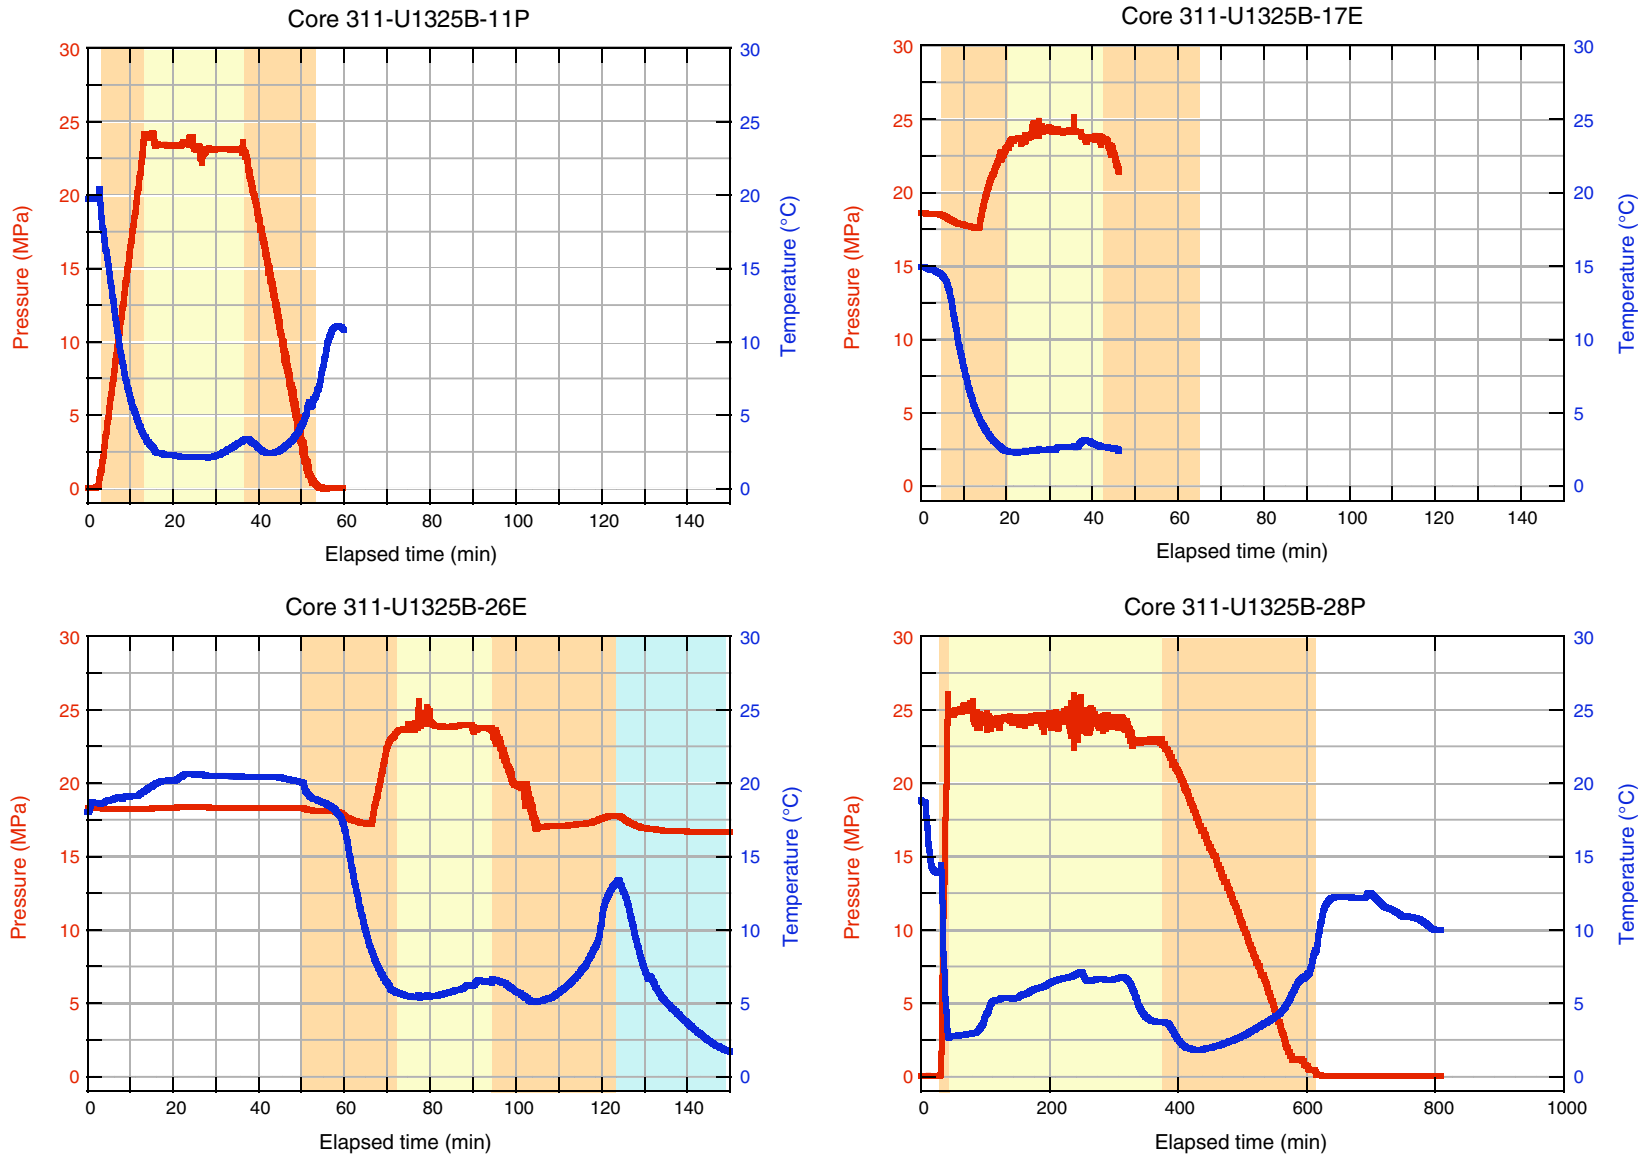 Core 311-U1325B-11P
30 25 20 15 10 5 0
Pressure (MPa)
30 25 20 15 10 5 0
Temperature (°C)
0 20 40 60 80 100 120 140
Elapsed time (min)
Core 311-U1325B-17E
30 25 20 15 10 5 0
Pressure (MPa)
30 25 20 15 10 5 0
Temperature (°C)
0 20 40 60 80 100 120 140
Elapsed time (min)
Core 311-U1325B-26E
30 25 20 15 10 5 0
Pressure (MPa)
30 25 20 15 10 5 0
Temperature (°C)
0 20 40 60 80 100 120 140
Elapsed time (min)
Core 311-U1325B-28P
30 25 20 15 10 5 0
Pressure (MPa)
30 25 20 15 10 5 0
Temperature (°C)
0 200 400 600 800 1000
Elapsed time (min)